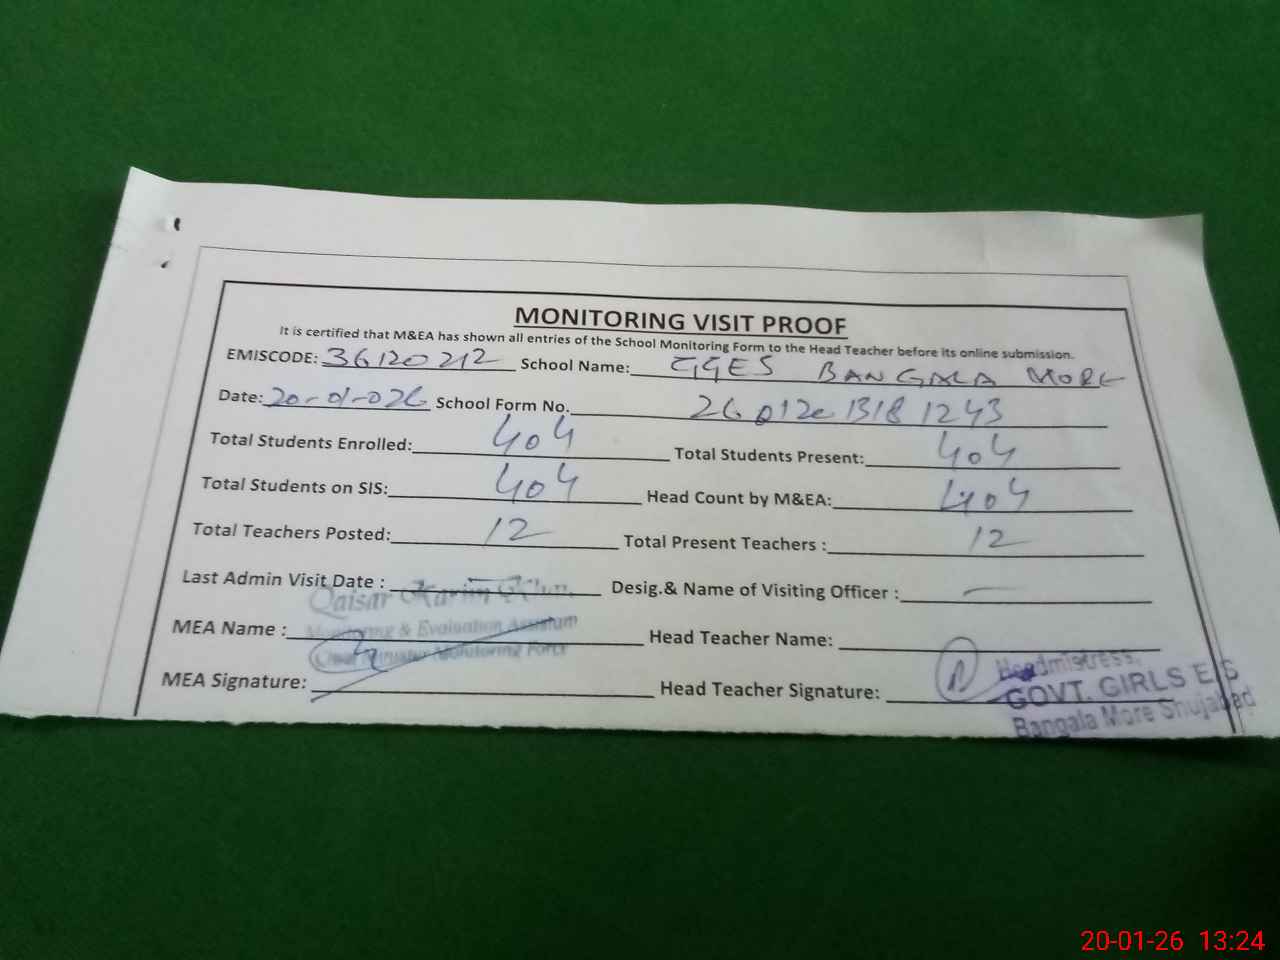 MONITORING VISIT PROOF
It is certified that M&EA has shown all entries of the School Monitoring Form to the Head Teacher before its online submission.
EMISCODE: 36120212 School Name: GGES BANGALA MORE
Date: 20-01-026 School Form No. 26012013181243
Total Students Enrolled: 404 Total Students Present: 404
Total Students on SIS: 404 Head Count by M&EA: 404
Total Teachers Posted: 12 Total Present Teachers : 12
Last Admin Visit Date : Desig.& Name of Visiting Officer : —
Qaisar Karim Khan
MEA Name : Monitoring & Evaluation Assistant Head Teacher Name:
Chief Minister Monitoring Force
MEA Signature: Head Teacher Signature:
Headmistress,
GOVT. GIRLS E/S
Bangala More Shujabad
20-01-26 13:24